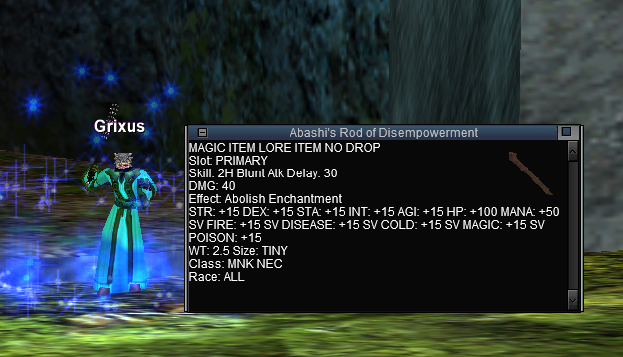 Grixus
Abashi's Rod of Disempowerment
MAGIC ITEM LORE ITEM NO DROP
Slot: PRIMARY
Skill: 2H Blunt Atk Delay: 30
DMG: 40
Effect: Abolish Enchantment
STR: +15 DEX: +15 STA: +15 INT: +15 AGI: +15 HP: +100 MANA: +50
SV FIRE: +15 SV DISEASE: +15 SV COLD: +15 SV MAGIC: +15 SV
POISON: +15
WT: 2.5 Size: TINY
Class: MNK NEC
Race: ALL